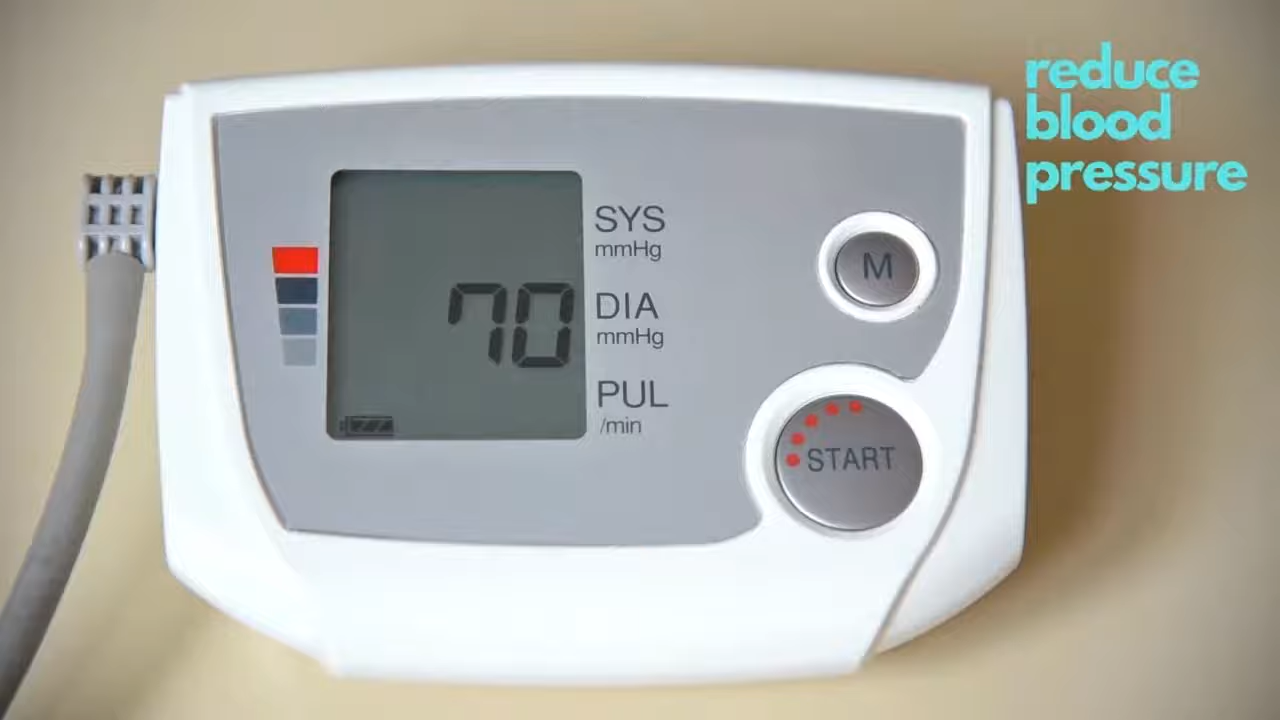 reduce
blood
pressure
SYS
mmHg
70
DIA
mmHg
PUL
/min
M
START